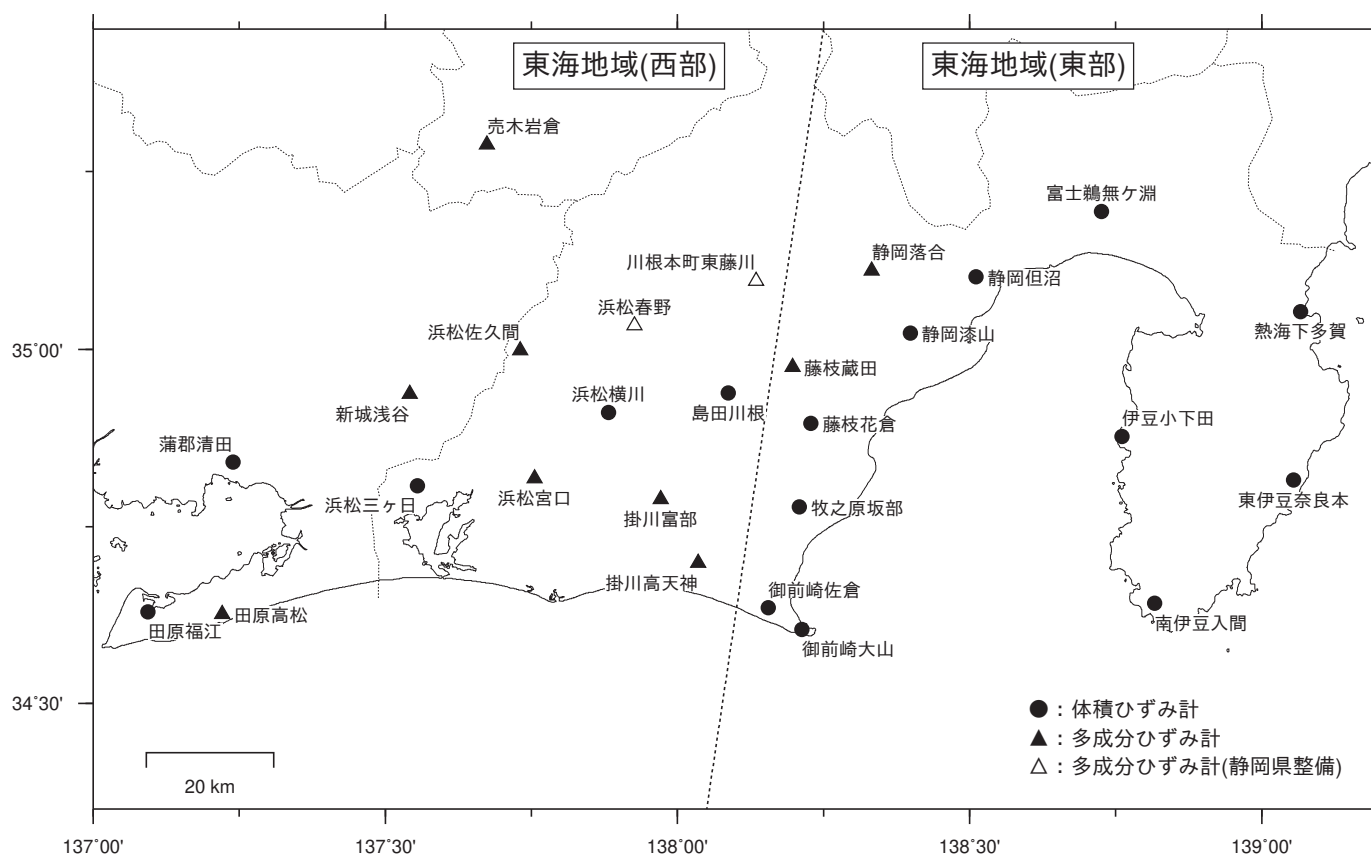 東海地域(西部)
東海地域(東部)
売木岩倉
富士鵜無ケ淵
静岡落合
川根本町東藤川
静岡但沼
浜松春野
熱海下多賀
浜松佐久間
静岡漆山
35°00'
藤枝蔵田
浜松横川
島田川根
新城浅谷
伊豆小下田
藤枝花倉
蒲郡清田
浜松三ヶ日
浜松宮口
東伊豆奈良本
掛川富部
牧之原坂部
掛川高天神
御前崎佐倉
田原福江
田原高松
南伊豆入間
御前崎大山
34°30'
:体積ひずみ計
:多成分ひずみ計
:多成分ひずみ計(静岡県整備)
20 km
137°00'
137°30'
138°00'
138°30'
139°00'